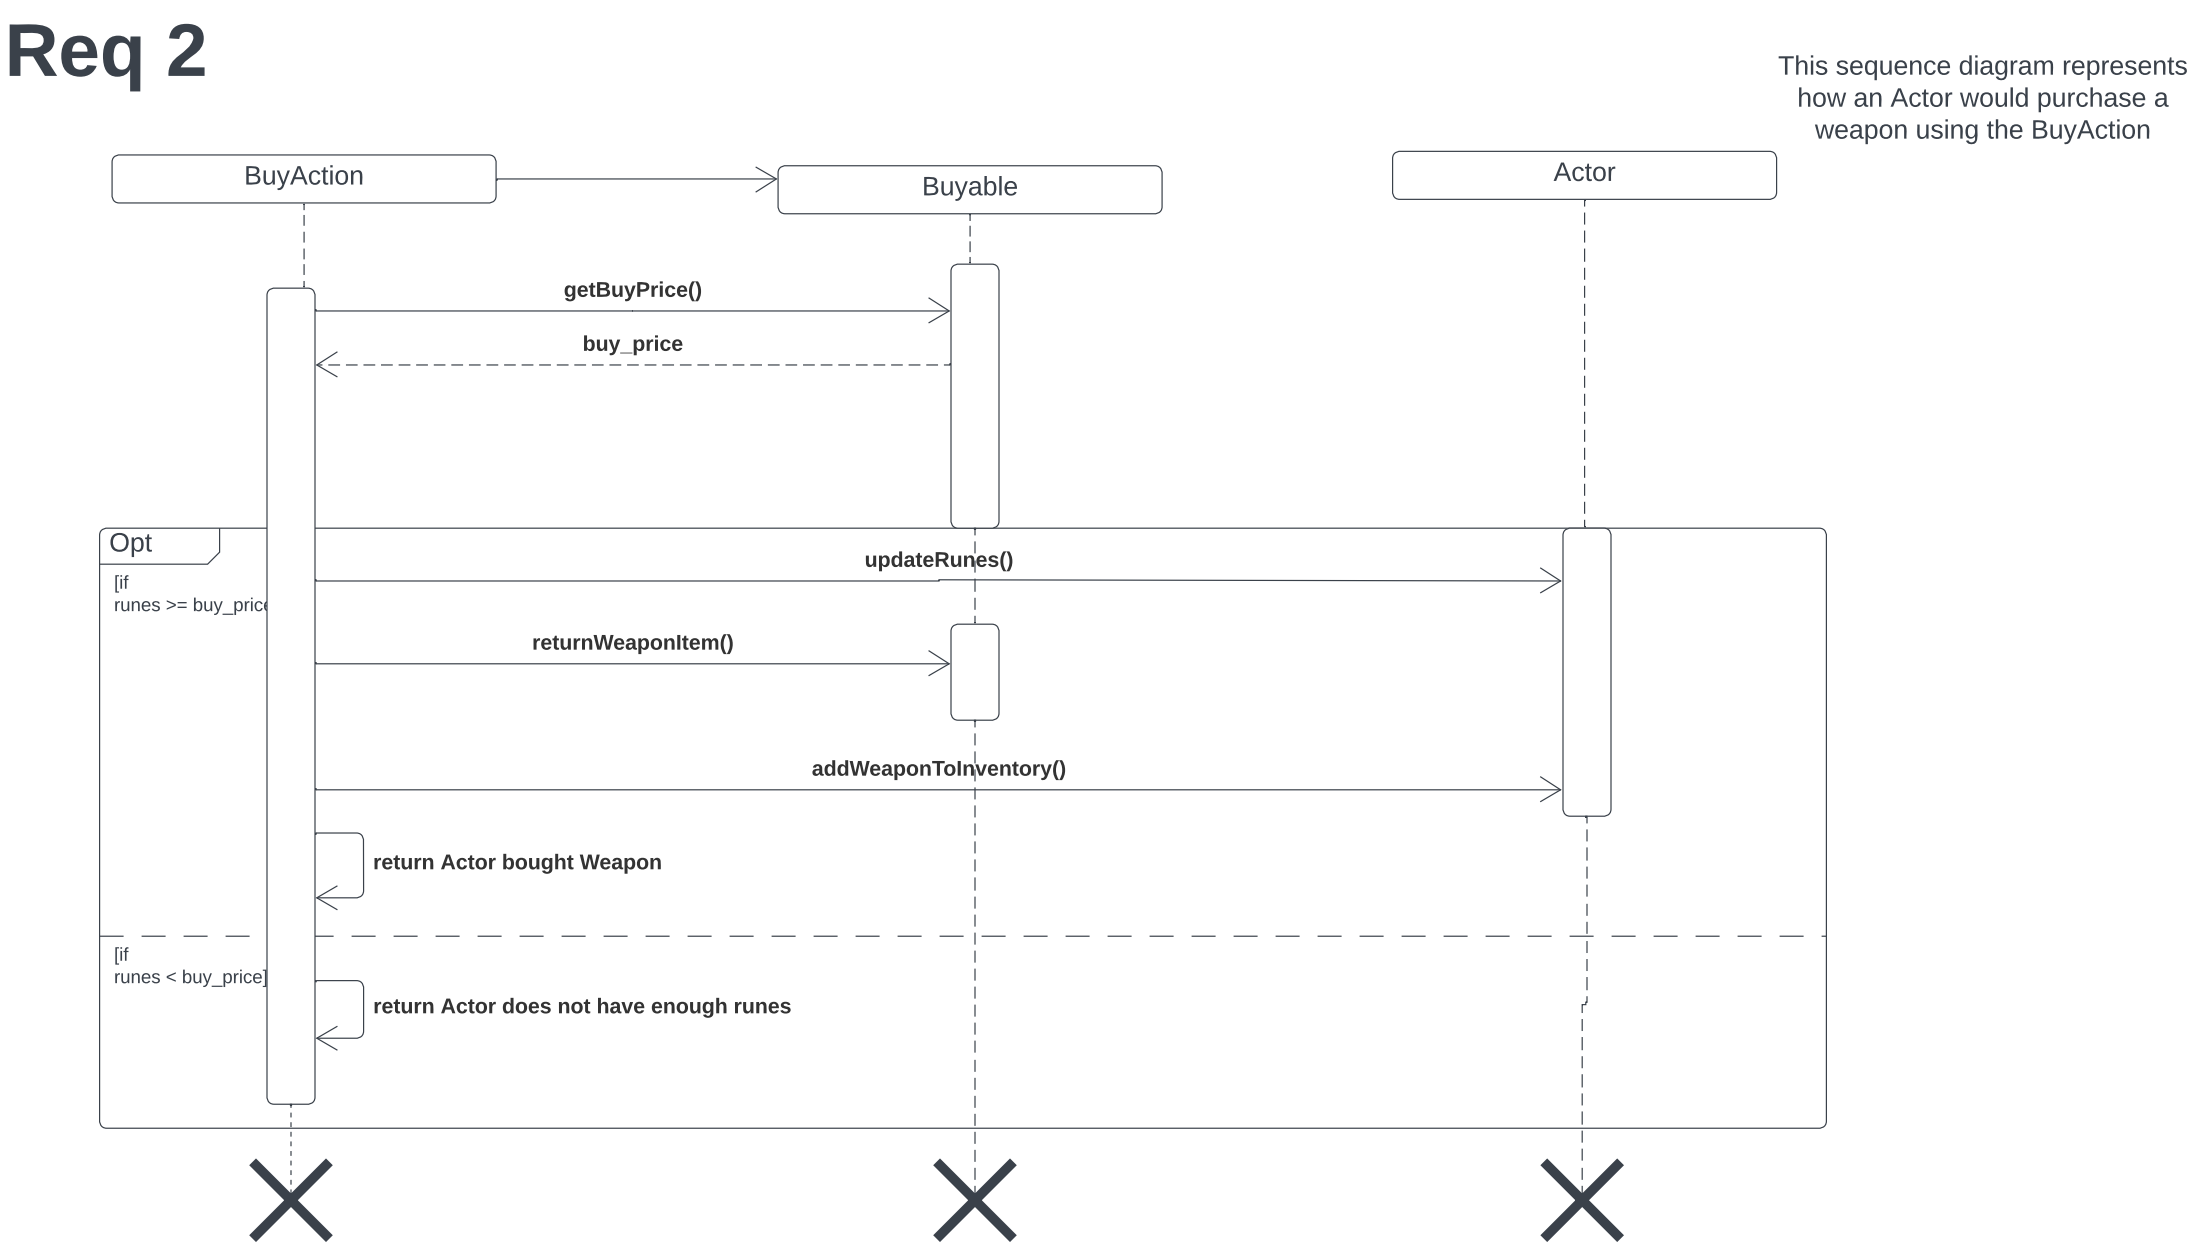 Req 2
This sequence diagram represents
how an Actor would purchase a
weapon using the BuyAction
BuyAction
Buyable
Actor
getBuyPrice()
buy_price
Opt
[if
runes >= buy_price
updateRunes()
returnWeaponItem()
addWeaponToInventory()
return Actor bought Weapon
[if
runes < buy_price]
return Actor does not have enough runes